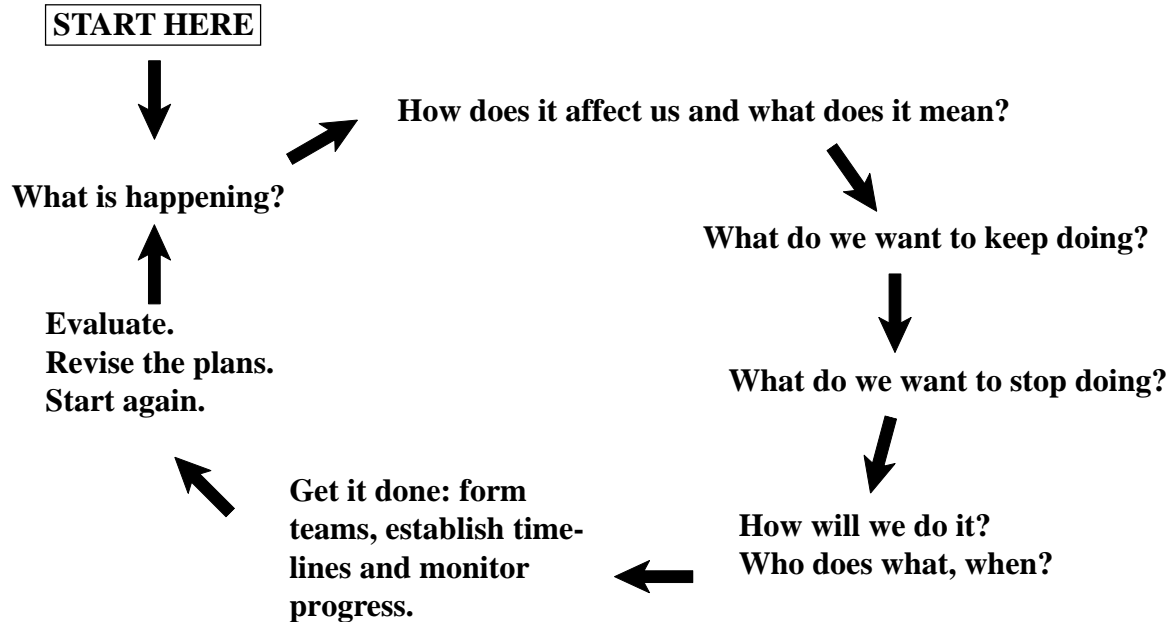 START HERE
What is happening?
How does it affect us and what does it mean?
What do we want to keep doing?
What do we want to stop doing?
How will we do it?
Who does what, when?
Get it done: form
teams, establish time-
lines and monitor
progress.
Evaluate.
Revise the plans.
Start again.